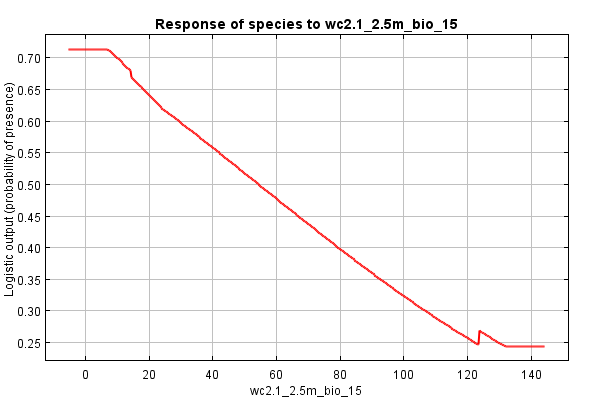 Response of species to wc2.1_2.5m_bio_15
Logistic output (probability of presence)
0.70
0.65
0.60
0.55
0.50
0.45
0.40
0.35
0.30
0.25
0 20 40 60 80 100 120 140
wc2.1_2.5m_bio_15